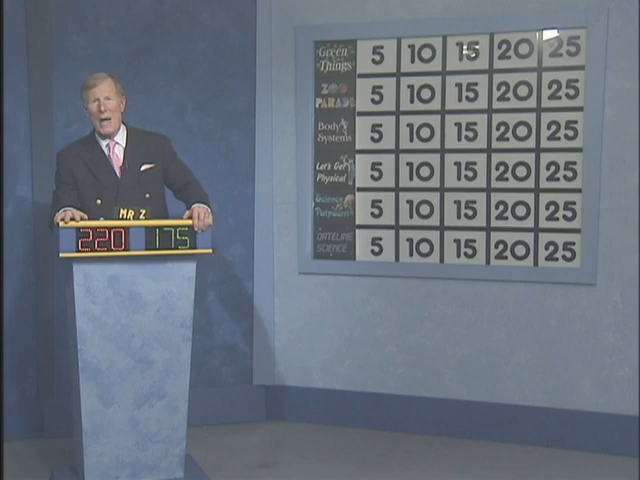 Green
Things
5 10 15 20 25
ZOO
PARADE
5 10 15 20 25
Body
Systems
5 10 15 20 25
Let's Get
Physical
5 10 15 20 25
Science
Potpourri
5 10 15 20 25
DATELINE
SCIENCE
5 10 15 20 25
MR Z
220 175